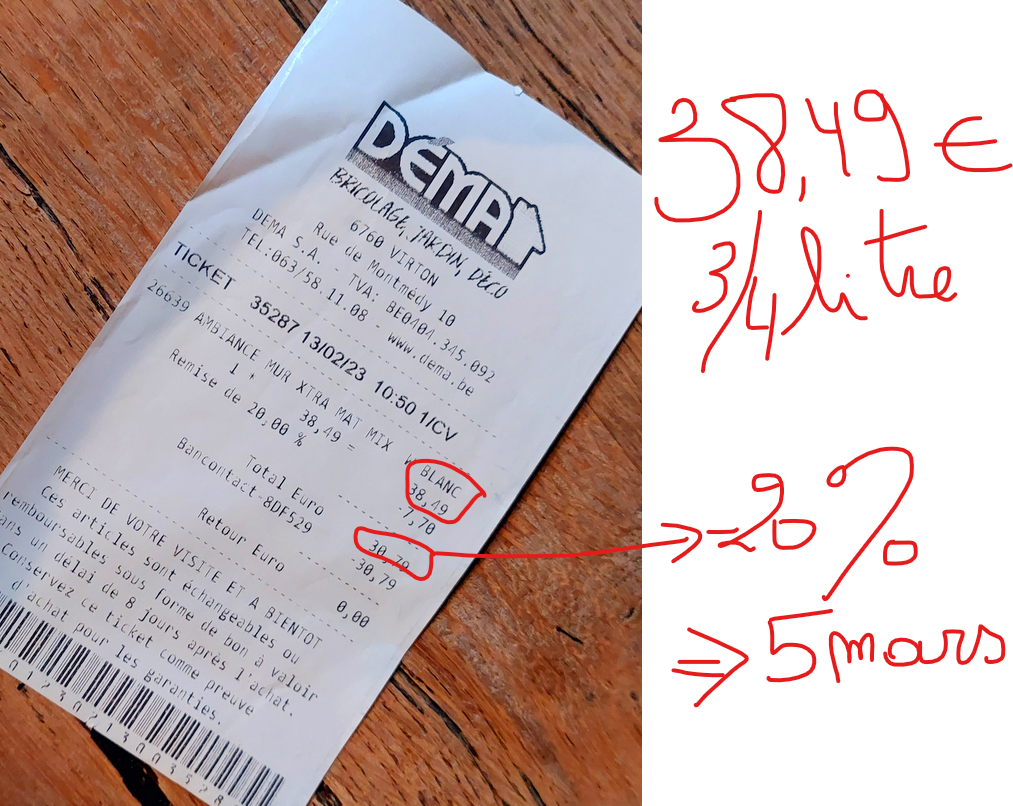 DÉMA
BRICOLAGE, JARDIN, DÉCO
6760 VIRTON
Rue de Montmédy 10
DEMA S.A. - TVA: BE0404.345.092
TEL:063/58.11.08 - www.dema.be
TICKET 35287 13/02/23 10:50 1/CV
26639 AMBIANCE MUR XTRA MAT MIX W BLANC
1 * 38,49 = 38,49
Remise de 20,00 % 7,70
Total Euro 30,79
Bancontact-8DF529 30,79
Retour Euro 0,00
MERCI DE VOTRE VISITE ET A BIENTOT
Ces articles sont échangeables ou
remboursables sous forme de bon à valoir
ans un délai de 8 jours après l'achat.
Conservez ce ticket comme preuve
d'achat pour les garanties.
38,49 €
3/4 litre
-20%
=> 5 mars